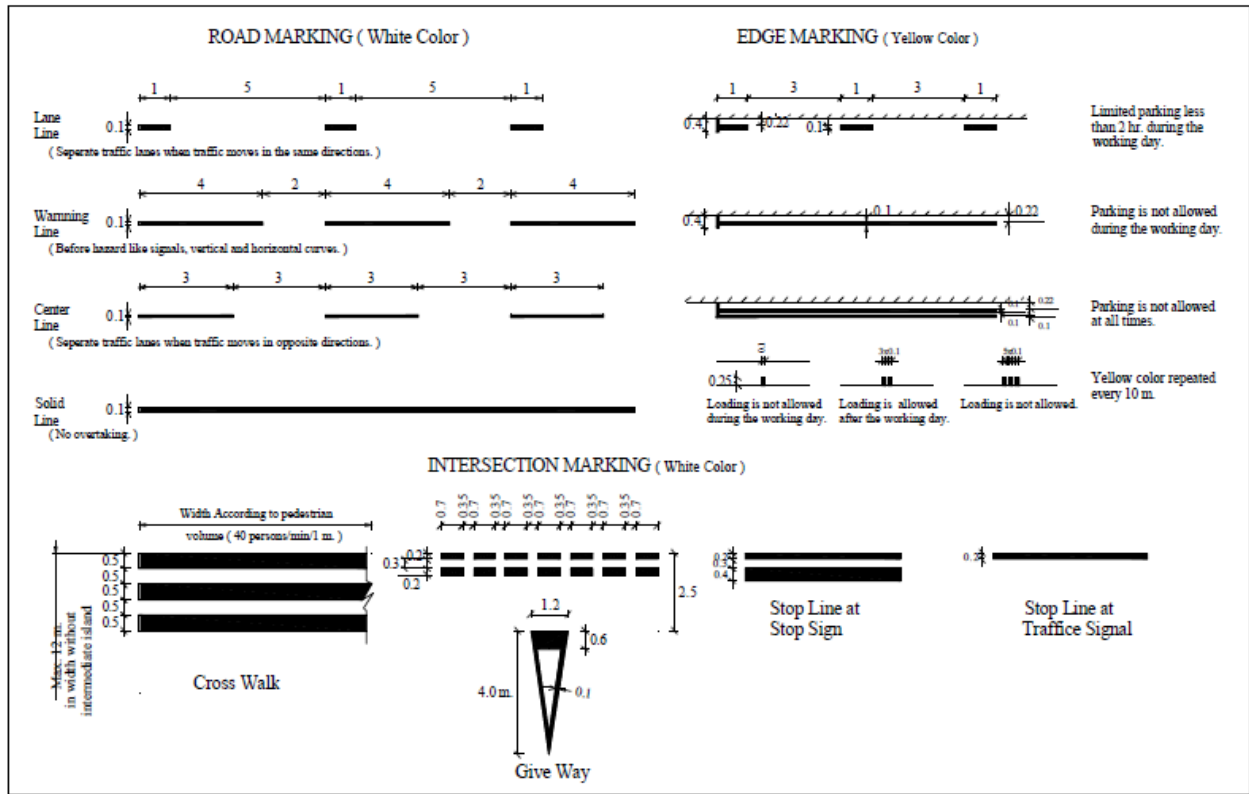 ROAD MARKING ( White Color )
1 5 1 5 1
Lane
Line
0.1
( Seperate traffic lanes when traffic moves in the same directions. )
4 2 4 2 4
Warnning
Line
0.1
( Before hazard like signals, vertical and horizontal curves. )
3 3 3 3 3
Center
Line
0.1
( Seperate traffic lanes when traffic moves in opposite directions. )
Solid
Line
0.1
( No overtaking. )
EDGE MARKING ( Yellow Color )
1 3 1 3 1
0.4 0.22 0.1
Limited parking less
than 2 hr. during the
working day.
0.4 0.1 0.22
Parking is not allowed
during the working day.
0.1 0.22
0.1 0.1
Parking is not allowed
at all times.
3x0.1 5x0.1
0.25
Yellow color repeated
every 10 m.
Loading is not allowed
during the working day.
Loading is allowed
after the working day.
Loading is not allowed.
INTERSECTION MARKING ( White Color )
Width According to pedestrian
volume ( 40 persons/min/1 m. )
0.5
0.5
0.5
0.5
0.5
Max. 12 m.
in width without
intermediate island
Cross Walk
0.7 0.35 0.7 0.35 0.7 0.35 0.7 0.35 0.7 0.35 0.7 0.35 0.7
0.2
0.3
0.2
2.5
1.2
0.6
4.0 m.
0.1
Give Way
0.2
0.3
0.4
Stop Line at
Stop Sign
0.2
Stop Line at
Traffice Signal